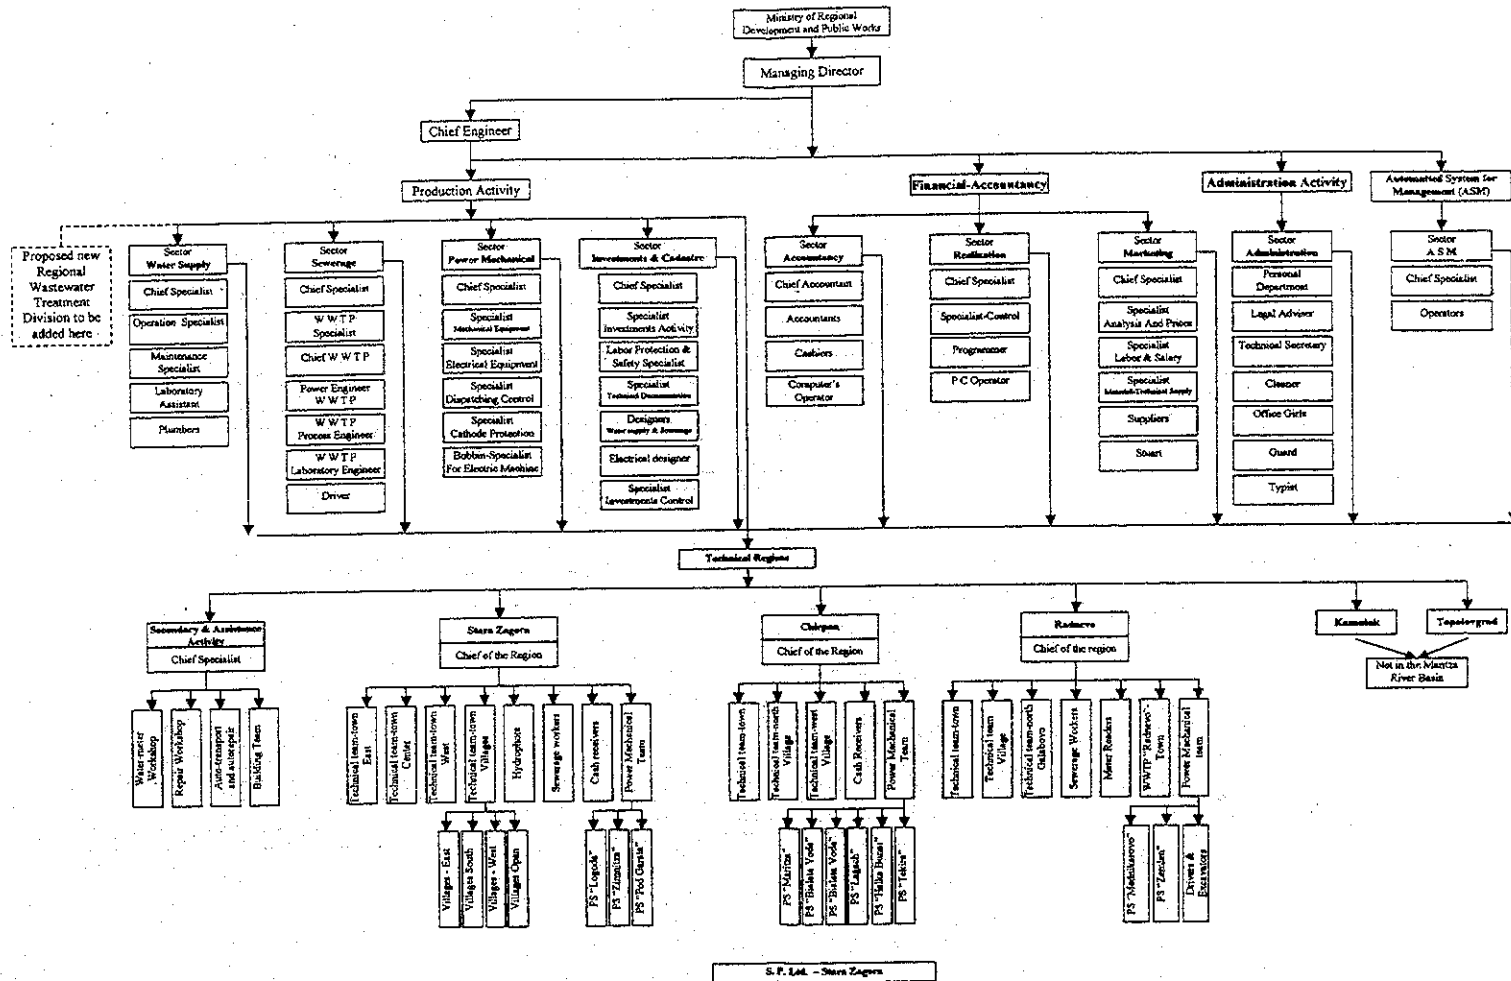 Ministry of Regional
Development and Public Works
Managing Director
Chief Engineer
Production Activity
Financial-Accountancy
Administration Activity
Automatted System for
Management (ASM)
Proposed new
Regional
Wastewater
Treatment
Division to be
added here
Sector
Water Supply
Chief Specialist
Operation Specialist
Maintenance
Specialist
Laboratory
Assistant
Plumbers
Sector
Sewerage
Chief Specialist
W W T P
Specialist
Chief W W T P
Power Engineer
W W T P
W W T P
Process Engineer
W W T P
Laboratory Engineer
Driver
Sector
Power Mechanical
Chief Specialist
Specialist
Mechanical Equipment
Specialist
Electrical Equipment
Specialist
Dispatching Control
Specialist
Cathode Protection
Bobbin-Specialist
For Electric Machine
Sector
Investments & Cadastre
Chief Specialist
Specialist
Investments Activity
Labor Protection &
Safety Specialist
Specialist
Technical Documentation
Designers
Water supply & Sewerage
Electrical designer
Specialist
Investments Control
Sector
Accountancy
Chief Accountant
Accountants
Cashiers
Computer's
Operator
Sector
Realization
Chief Specialist
Specialist-Control
Programmer
P C Operator
Sector
Marketing
Chief Specialist
Specialist
Analysis And Prices
Specialist
Labor & Salary
Specialist
Material-Technical Supply
Suppliers
Stuart
Sector
Administration
Personal
Department
Legal Adviser
Technical Secretary
Cleaner
Office Girls
Guard
Typist
Sector
A S M
Chief Specialist
Operators
Technical Regions
Secondary & Assistance
Activity
Chief Specialist
Water-meter
Workshop
Repair Workshop
Auto-transport
and autorepair
Building Team
Stara Zagora
Chief of the Region
Technical team-town
East
Technical team-town
Center
Technical team-town
West
Technical team-
Villages
Hydrophore
Sewerage workers
Cash receivers
Power Mechanical
Team
Villages - East
Villages South
Villages - West
Villages Opan
PS "Logoda"
PS "Zimnitza"
PS "Pod Garata"
Chirpan
Chief of the Region
Technical team-town
Technical team-north
Village
Technical team-west
Village
Cash Receivers
Power Mechanical
Team
PS "Maritza"
PS "Bialata Voda"
PS "Bialata Voda"
PS "Lagach"
PS "Halka Bunar"
PS "Tekira"
Radnevo
Chief of the region
Technical team-town
Technical team
Village
Technical team-north
Galabovo
Sewerage Workers
Meter Readers
WWTP "Radnevo"-
Town
Power Machanical
team
PS "Mednikarovo"
PS "Zemlen"
Drivers &
Excavators
Kazanlak
Topolovgrad
Not in the Maritza
River Basin
S. P. Ltd. - Stara Zagora